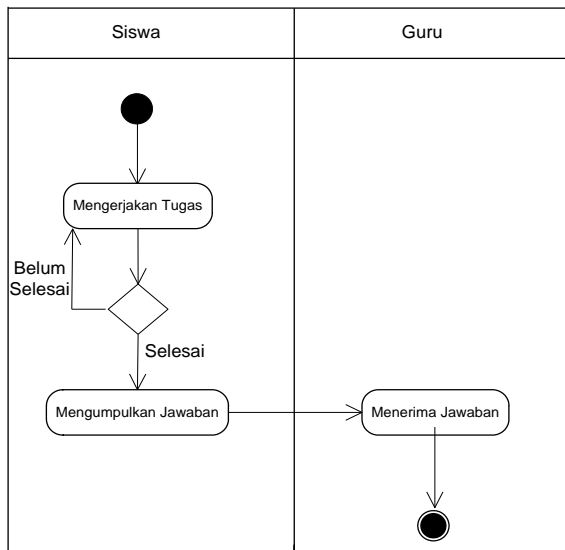 Siswa
Guru
Mengerjakan Tugas
Belum
Selesai
Selesai
Mengumpulkan Jawaban
Menerima Jawaban